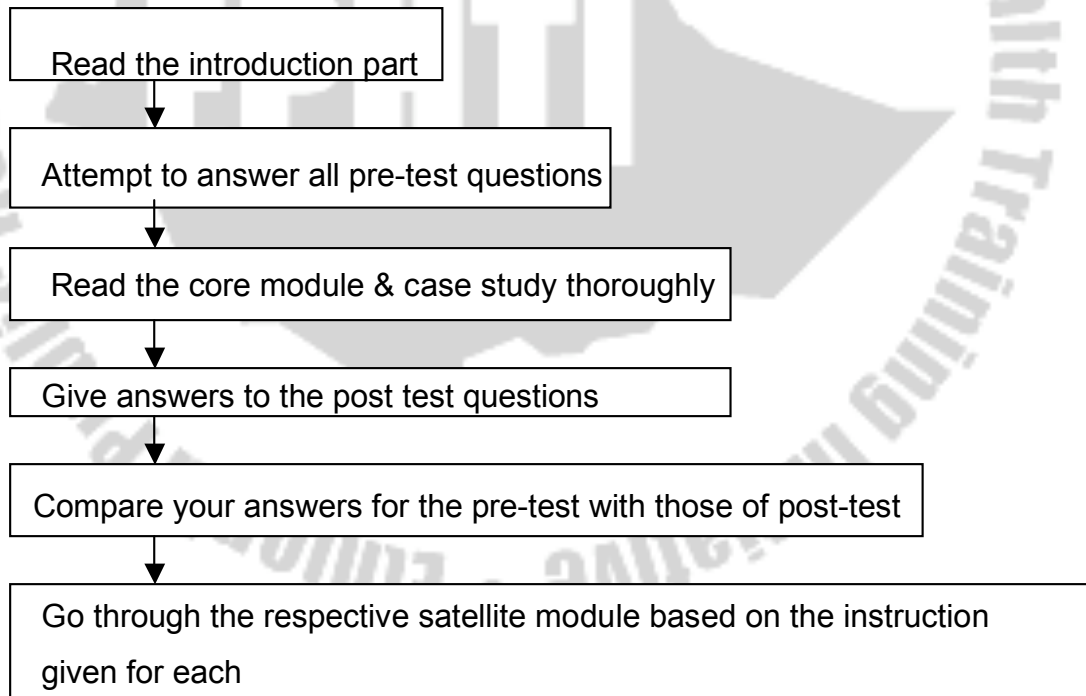 Read the introduction part
Attempt to answer all pre-test questions
Read the core module & case study thoroughly
Give answers to the post test questions
Compare your answers for the pre-test with those of post-test
Go through the respective satellite module based on the instruction
given for each